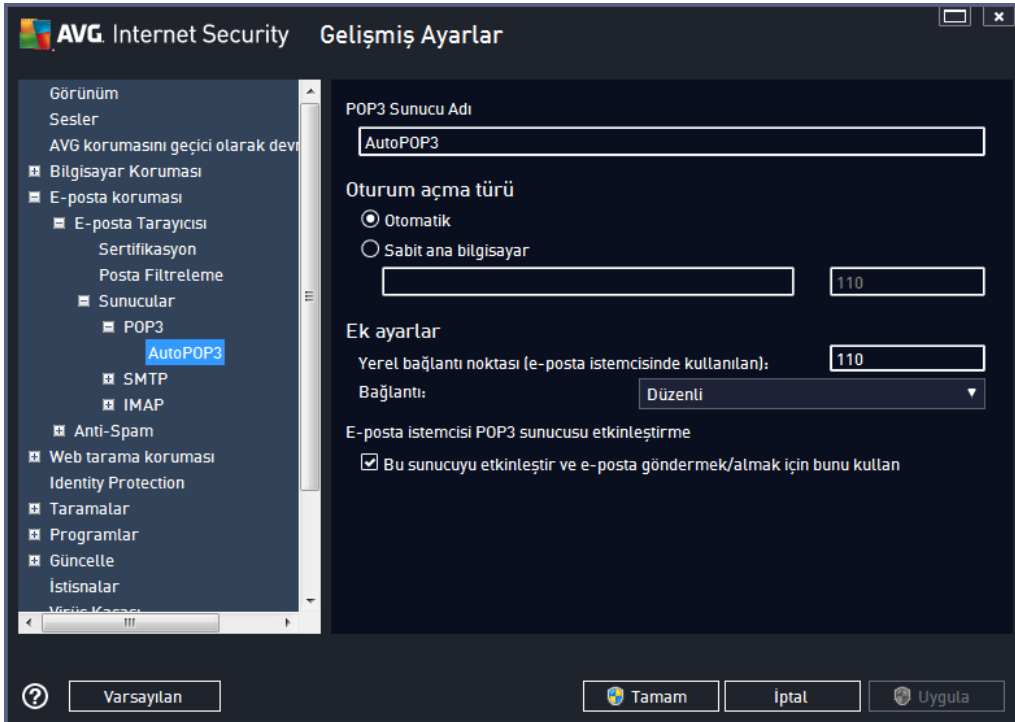 AVG. Internet Security Gelişmiş Ayarlar
Görünüm
Sesler
AVG korumasını geçici olarak devr
Bilgisayar Koruması
E-posta koruması
E-posta Tarayıcısı
Sertifikasyon
Posta Filtreleme
Sunucular
POP3
AutoPOP3
SMTP
IMAP
Anti-Spam
Web tarama koruması
Identity Protection
Taramalar
Programlar
Güncelle
İstisnalar
Virüs Kasası
POP3 Sunucu Adı
AutoPOP3
Oturum açma türü
Otomatik
Sabit ana bilgisayar
110
Ek ayarlar
Yerel bağlantı noktası (e-posta istemcisinde kullanılan): 110
Bağlantı: Düzenli
E-posta istemcisi POP3 sunucusu etkinleştirme
Bu sunucuyu etkinleştir ve e-posta göndermek/almak için bunu kullan
? Varsayılan Tamam İptal Uygula